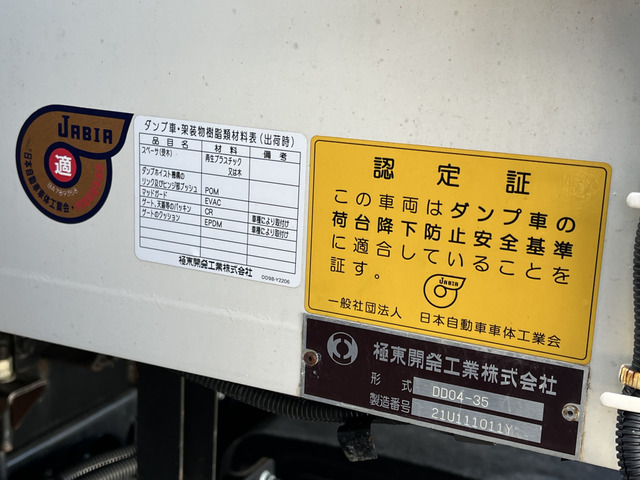 JABIA
適
日本自動車車体工業会
ダンプ車・架装物樹脂類材料表(出荷時)
品目名 材料 備考
スペーサ(受木) 再生プラスチック
又は木
ダンプホイスト機構の
リンク及びヒンジ部ブッシュ POM
マッドガード EVAC
ゲート、天蓋等のパッキン CR 車種により取付け
ゲートのクッション EPDM 車種により取付け
極東開発工業株式会社
DD98-Y2206
認定証
この車両はダンプ車の
荷台降下防止安全基準
に適合していることを
証す。
JABIA
一般社団法人 日本自動車車体工業会
極東開発工業株式会社
形式 DD04-35
製造番号 21U111011Y